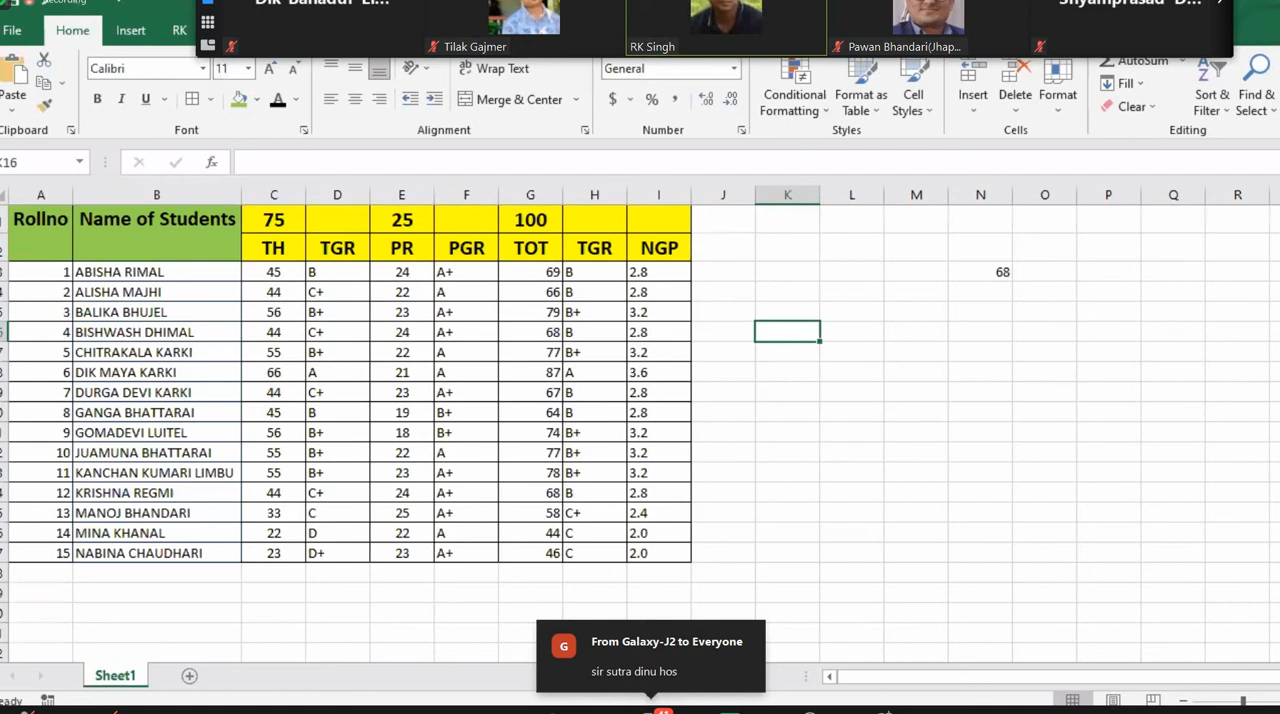 Recording
Dik Bahadur Li...
Shyamprasad D...
Tilak Gajmer
RK Singh
Pawan Bhandari(Jhap...
File Home Insert RK
Calibri 11 Wrap Text General AutoSum
Paste B I U Merge & Center $ % Conditional Formatting Format as Table Cell Styles Insert Delete Format Fill Clear Sort & Filter Find & Select
Clipboard Font Alignment Number Styles Cells Editing
K16 fx
A B C D E F G H I J K L M N O P Q R
Rollno Name of Students 75 25 100
TH TGR PR PGR TOT TGR NGP
1 ABISHA RIMAL 45 B 24 A+ 69 B 2.8 68
2 ALISHA MAJHI 44 C+ 22 A 66 B 2.8
3 BALIKA BHUJEL 56 B+ 23 A+ 79 B+ 3.2
4 BISHWASH DHIMAL 44 C+ 24 A+ 68 B 2.8
5 CHITRAKALA KARKI 55 B+ 22 A 77 B+ 3.2
6 DIK MAYA KARKI 66 A 21 A 87 A 3.6
7 DURGA DEVI KARKI 44 C+ 23 A+ 67 B 2.8
8 GANGA BHATTARAI 45 B 19 B+ 64 B 2.8
9 GOMADEVI LUITEL 56 B+ 18 B+ 74 B+ 3.2
10 JUAMUNA BHATTARAI 55 B+ 22 A 77 B+ 3.2
11 KANCHAN KUMARI LIMBU 55 B+ 23 A+ 78 B+ 3.2
12 KRISHNA REGMI 44 C+ 24 A+ 68 B 2.8
13 MANOJ BHANDARI 33 C 25 A+ 58 C+ 2.4
14 MINA KHANAL 22 D 22 A 44 C 2.0
15 NABINA CHAUDHARI 23 D+ 23 A+ 46 C 2.0
G From Galaxy-J2 to Everyone
sir sutra dinu hos
Sheet1
41